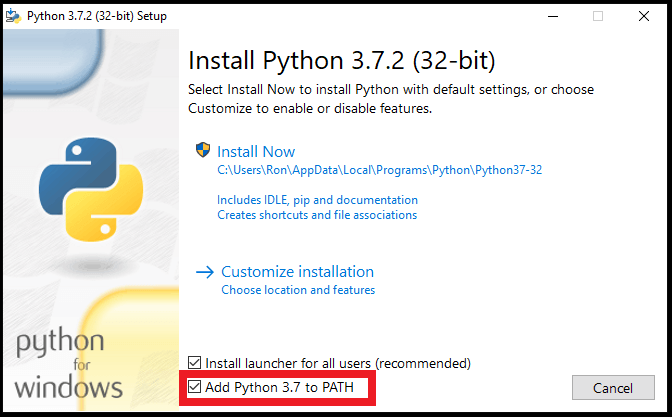 Python 3.7.2 (32-bit) Setup
Install Python 3.7.2 (32-bit)
Select Install Now to install Python with default settings, or choose
Customize to enable or disable features.
Install Now
C:\Users\Ron\AppData\Local\Programs\Python\Python37-32
Includes IDLE, pip and documentation
Creates shortcuts and file associations
Customize installation
Choose location and features
Install launcher for all users (recommended)
Add Python 3.7 to PATH
Cancel
python
for
windows